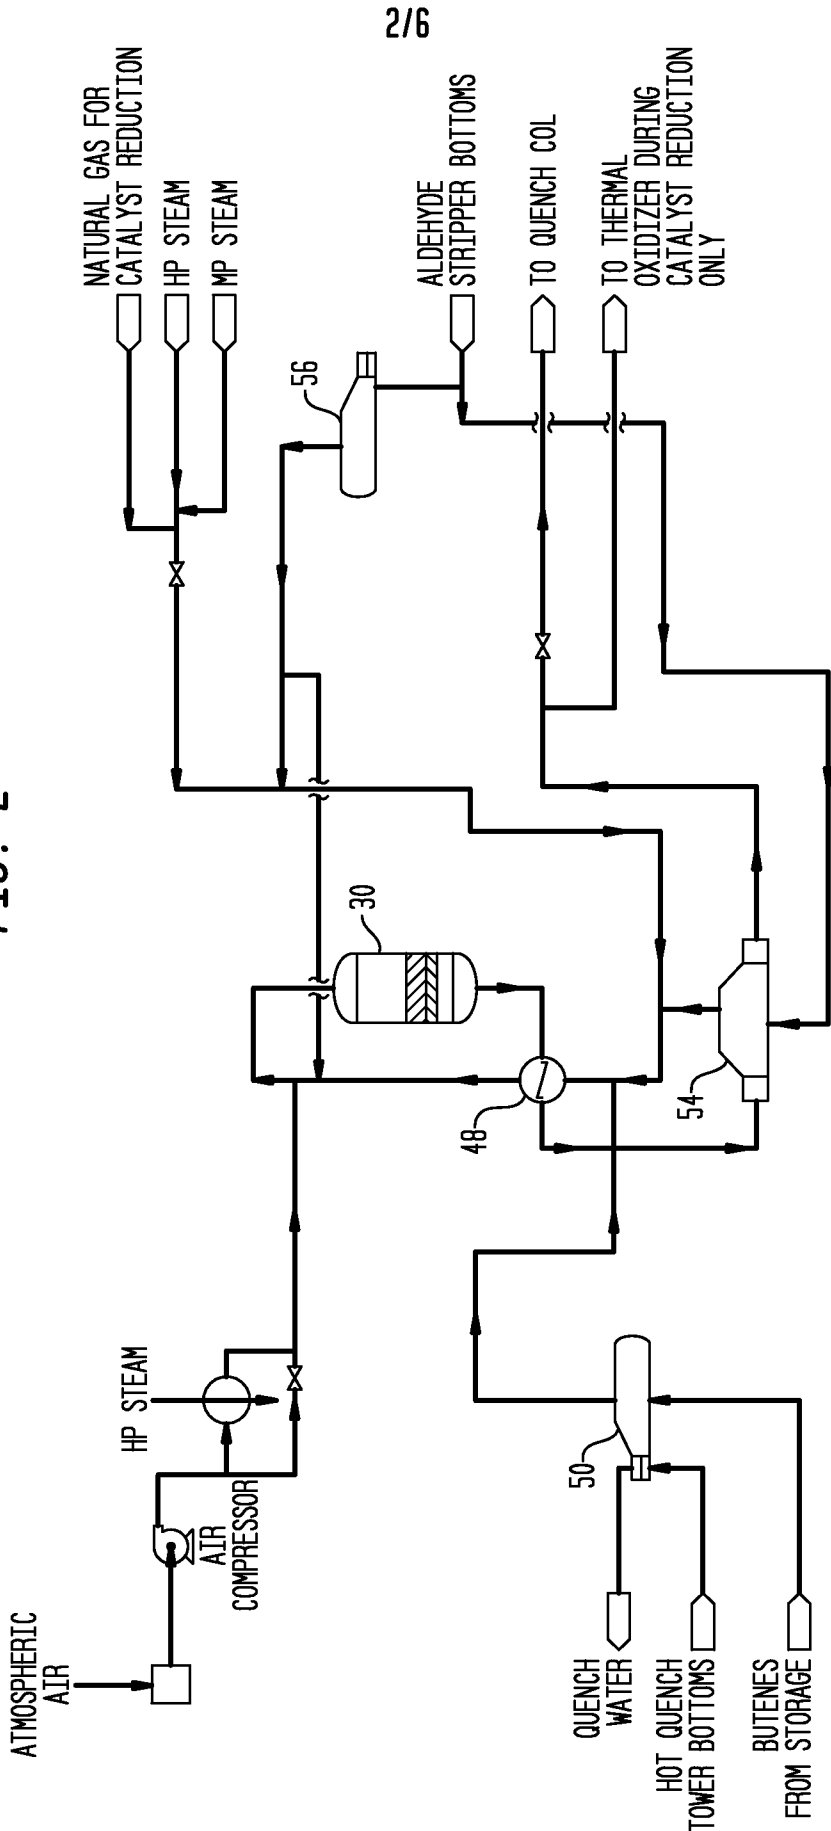 2/6
NATURAL GAS FOR
CATALYST REDUCTION
HP STEAM
MP STEAM
56
ALDEHYDE
STRIPPER BOTTOMS
TO QUENCH COL
TO THERMAL
OXIDIZER DURING
CATALYST REDUCTION
ONLY
30
48
54
HP STEAM
AIR
COMPRESSOR
ATMOSPHERIC
AIR
50
QUENCH
WATER
HOT QUENCH
TOWER BOTTOMS
BUTENES
FROM STORAGE